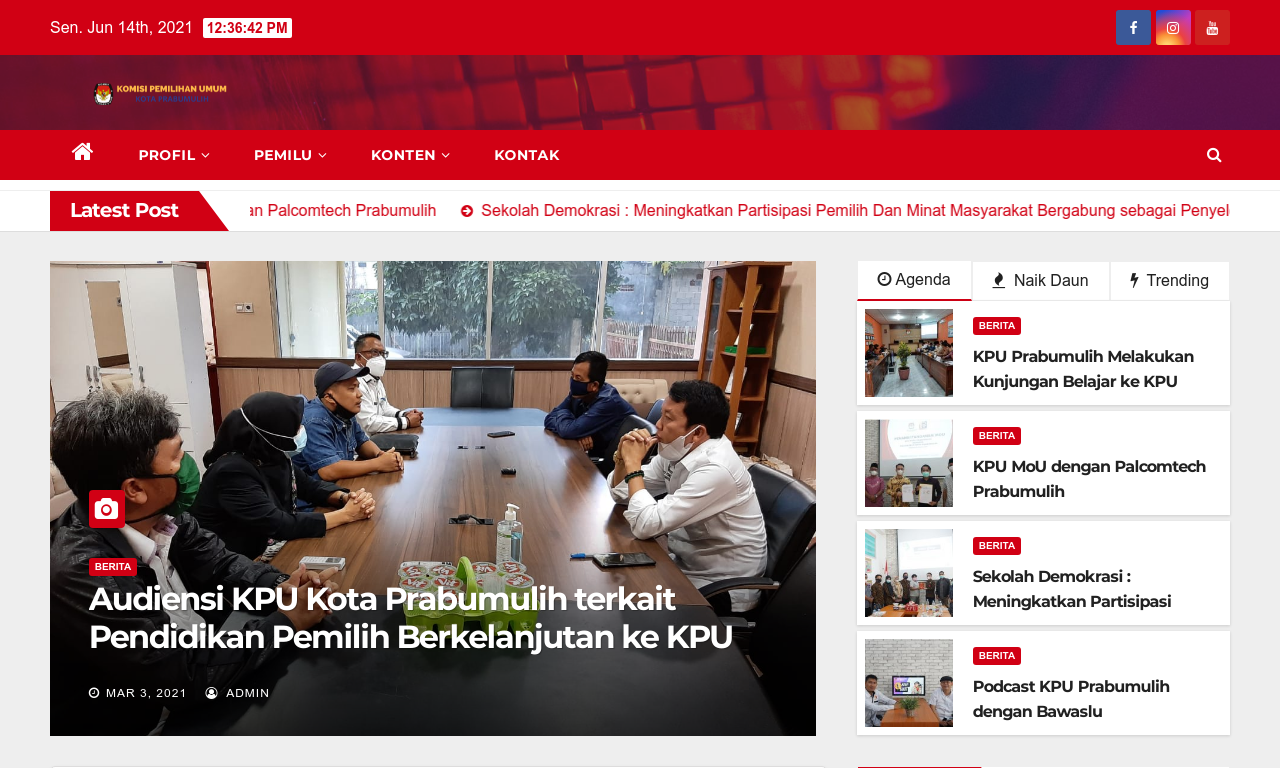 Sen. Jun 14th, 2021 12:36:42 PM
KOMISI PEMILIHAN UMUM
KOTA PRABUMULIH
PROFIL
PEMILU
KONTEN
KONTAK
Latest Post
an Palcomtech Prabumulih
Sekolah Demokrasi : Meningkatkan Partisipasi Pemilih Dan Minat Masyarakat Bergabung sebagai Penyel
BERITA
Audiensi KPU Kota Prabumulih terkait
Pendidikan Pemilih Berkelanjutan ke KPU
MAR 3, 2021 ADMIN
Agenda
Naik Daun
Trending
BERITA
KPU Prabumulih Melakukan
Kunjungan Belajar ke KPU
BERITA
KPU MoU dengan Palcomtech
Prabumulih
BERITA
Sekolah Demokrasi :
Meningkatkan Partisipasi
BERITA
Podcast KPU Prabumulih
dengan Bawaslu